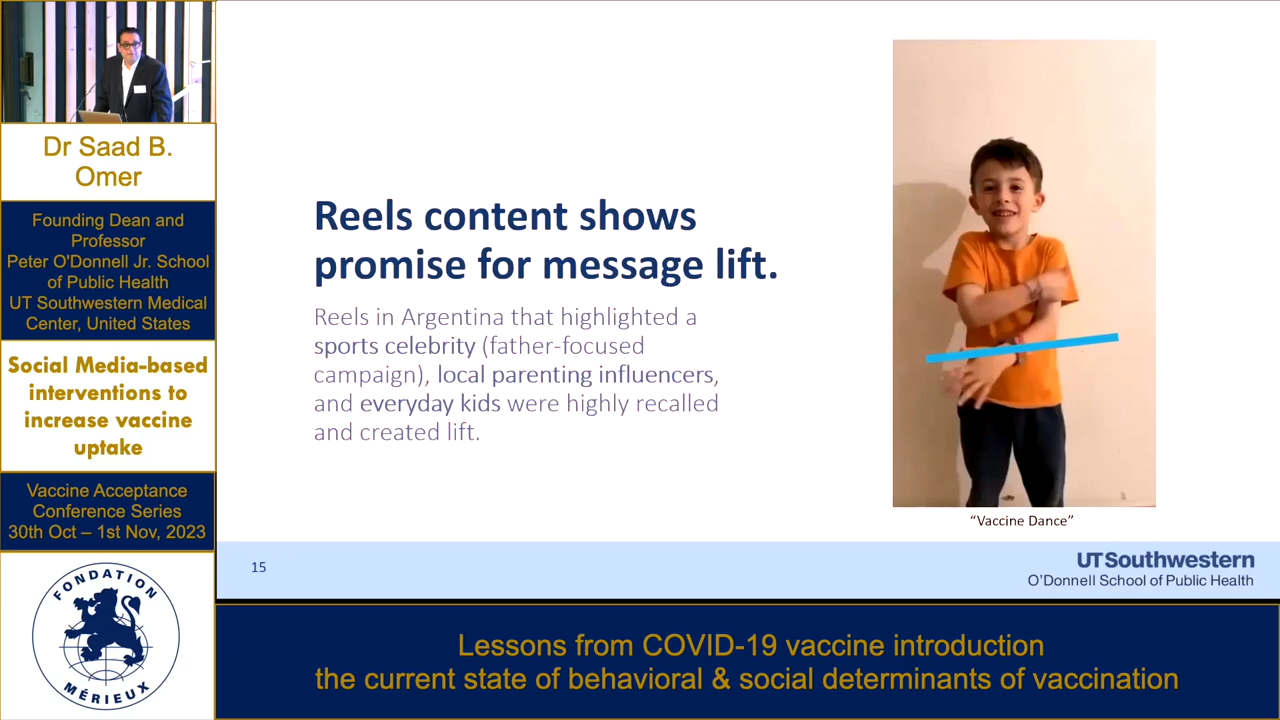 Dr Saad B.
Omer
Founding Dean and
Professor
Peter O'Donnell Jr. School
of Public Health
UT Southwestern Medical
Center, United States
Social Media-based
interventions to
increase vaccine
uptake
Vaccine Acceptance
Conference Series
30th Oct – 1st Nov, 2023
FONDATION
MÉRIEUX
Reels content shows
promise for message lift.
Reels in Argentina that highlighted a
sports celebrity (father-focused
campaign), local parenting influencers,
and everyday kids were highly recalled
and created lift.
“Vaccine Dance”
15
UTSouthwestern
O’Donnell School of Public Health
Lessons from COVID-19 vaccine introduction
the current state of behavioral & social determinants of vaccination